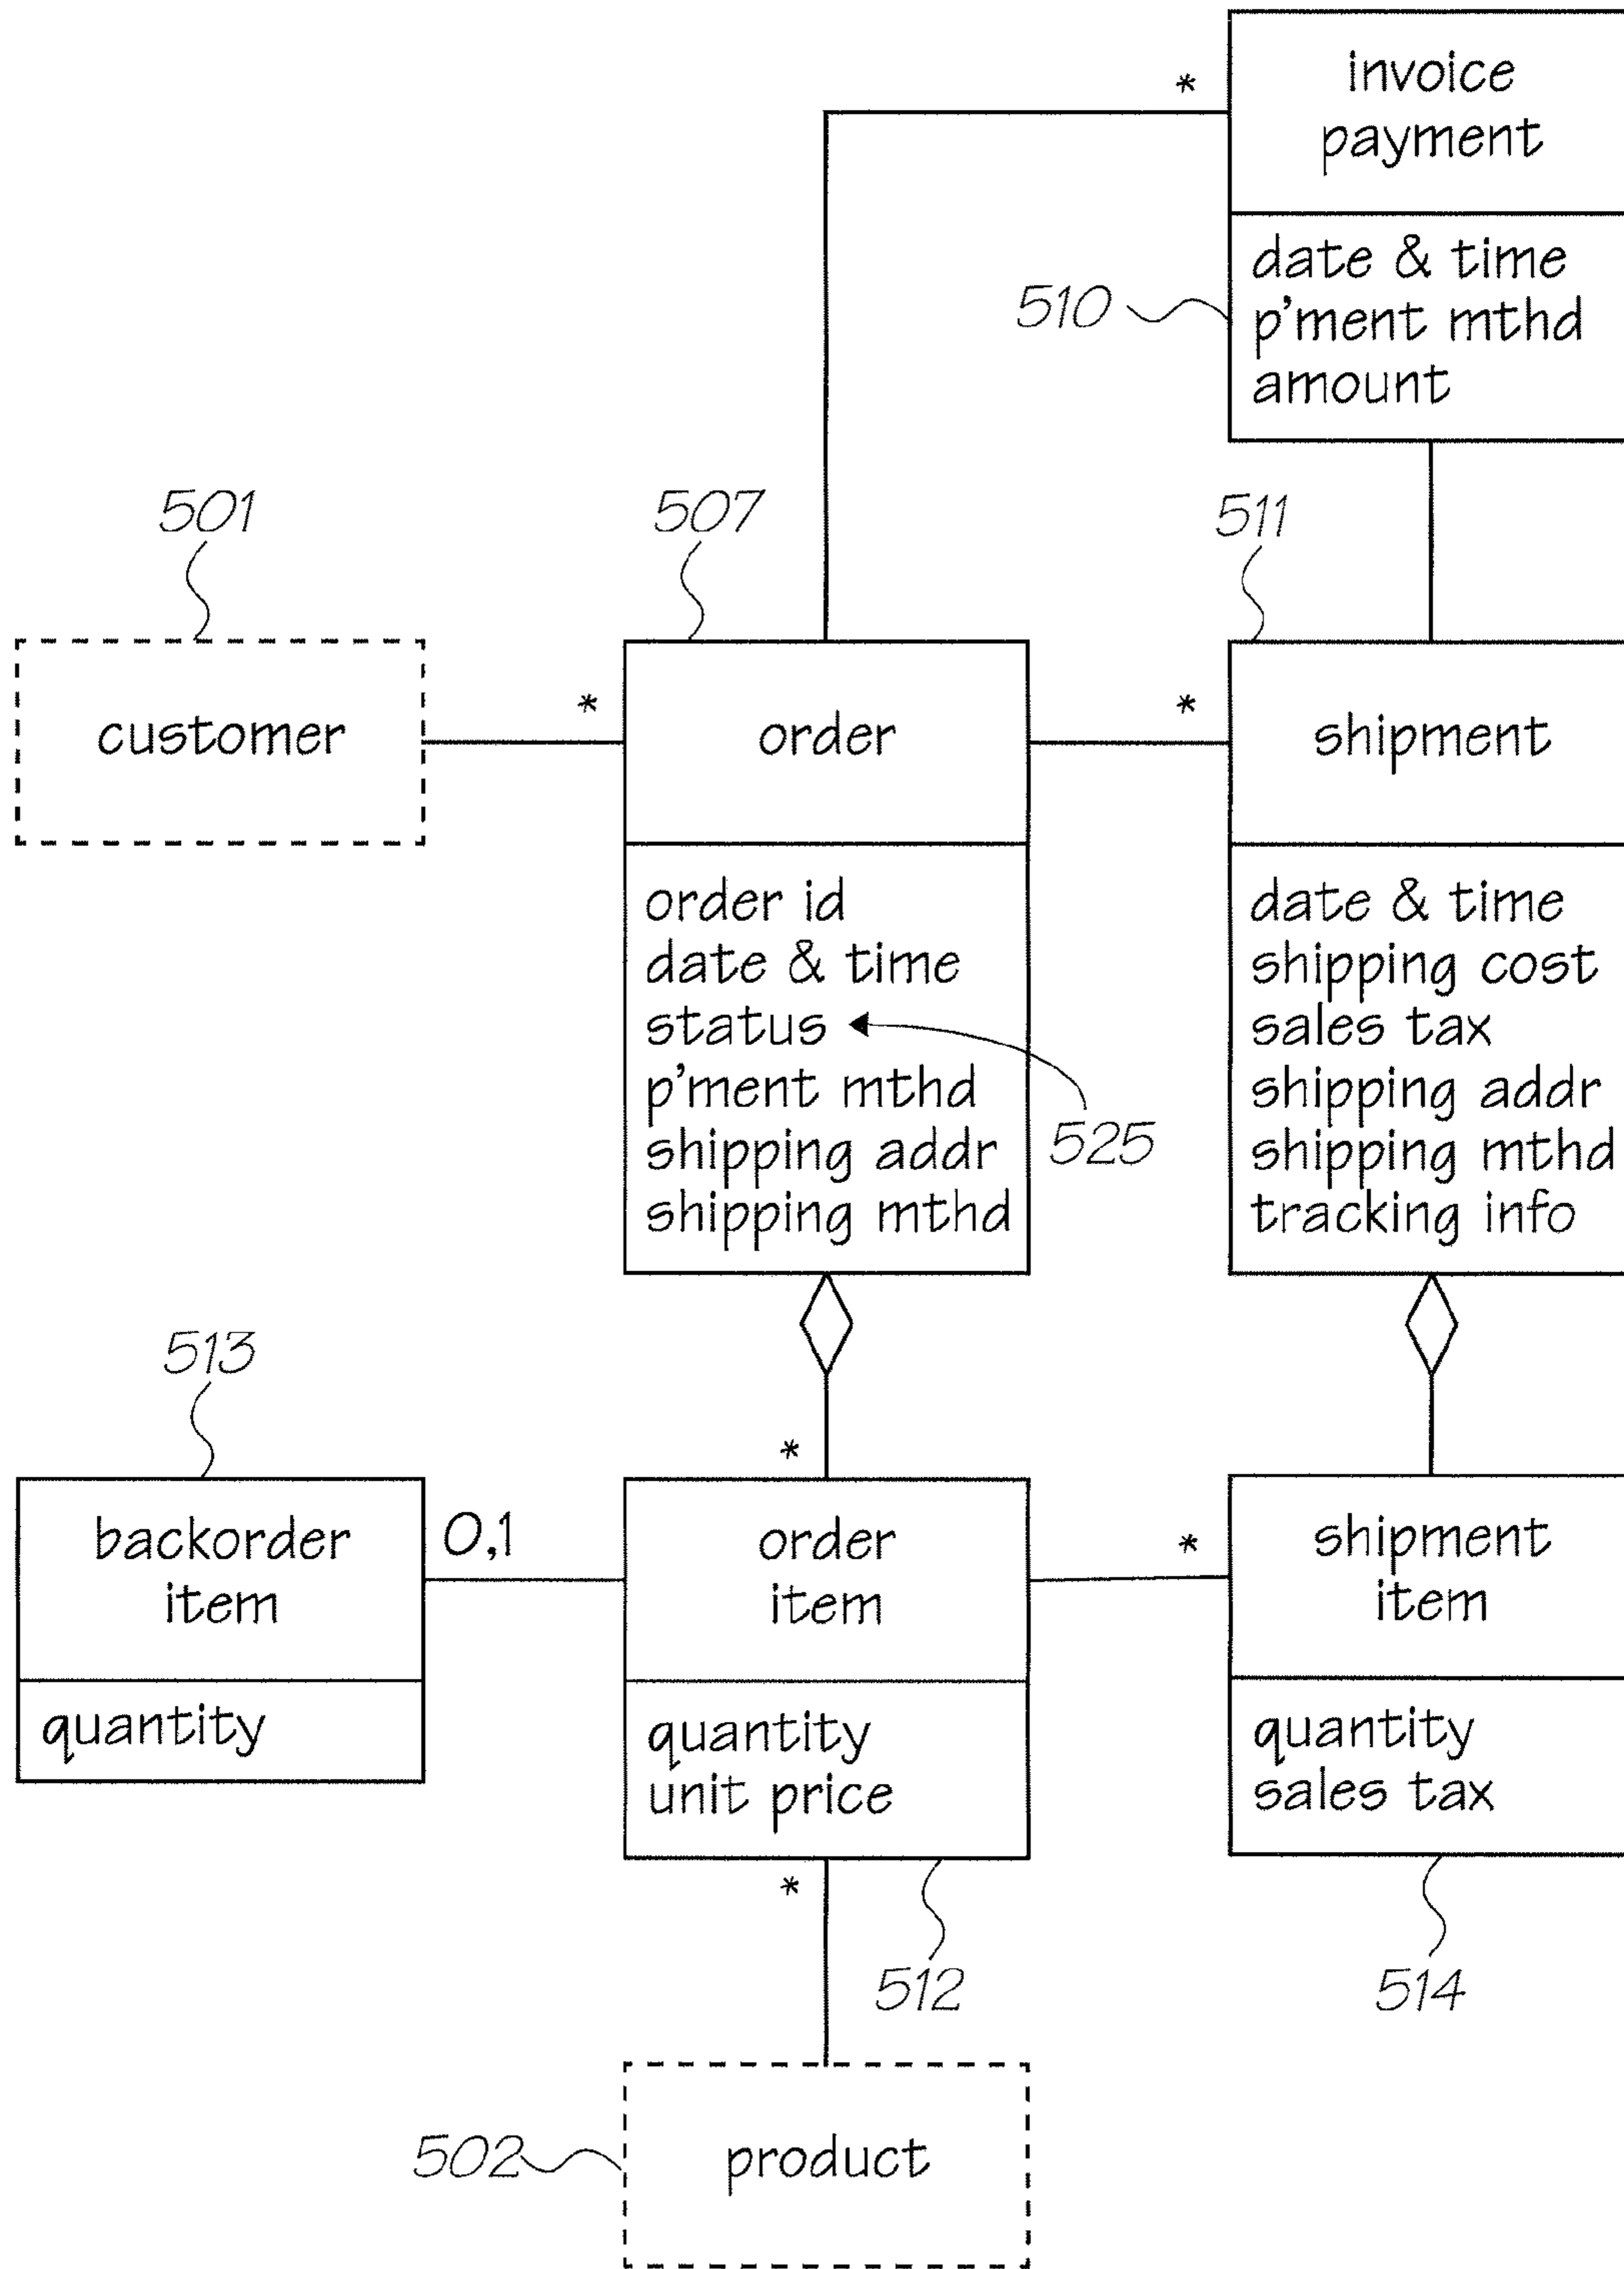 *
invoice
payment
510
date & time
p'ment mthd
amount
501
507
511
customer
*
order
*
shipment
order id
date & time
status
p'ment mthd
shipping addr
shipping mthd
525
date & time
shipping cost
sales tax
shipping addr
shipping mthd
tracking info
513
*
backorder
item
quantity
0,1
order
item
quantity
unit price
*
shipment
item
quantity
sales tax
*
512
514
502
product